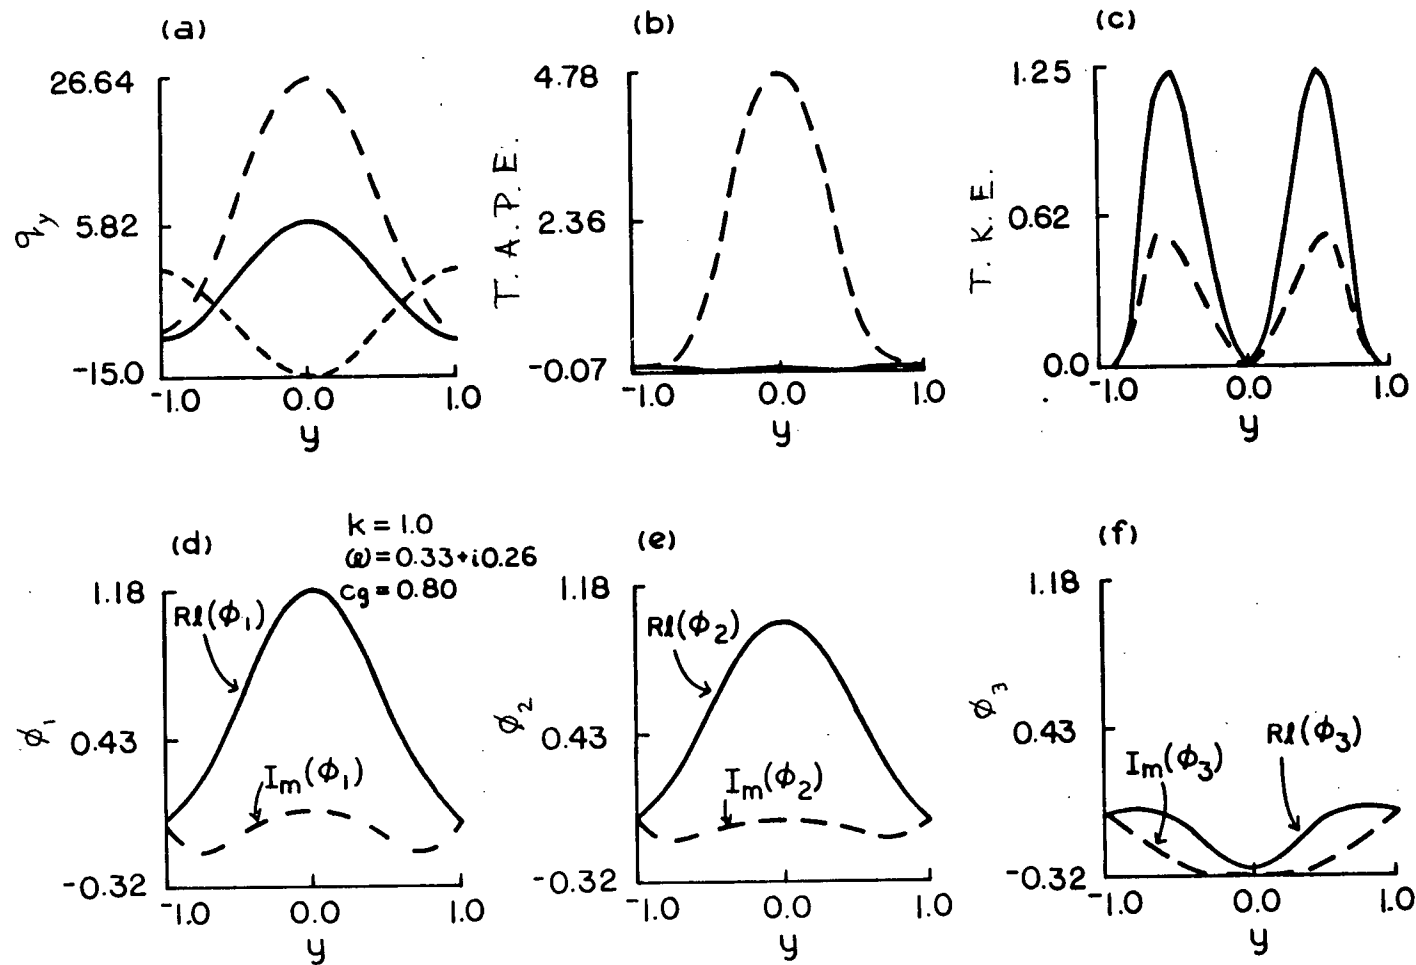 (a)
26.64
5.82
-15.0
q_y
-1.0 0.0 1.0
y
(b)
4.78
2.36
-0.07
T. A. P. E.
-1.0 0.0 1.0
y
(c)
1.25
0.62
0.0
T. K. E.
-1.0 0.0 1.0
y
(d)
k = 1.0
ω = 0.33+i0.26
cg = 0.80
1.18
0.43
-0.32
ϕ₁
Rl(ϕ₁)
Im(ϕ₁)
-1.0 0.0 1.0
y
(e)
1.18
0.43
-0.32
ϕ₂
Rl(ϕ₂)
Im(ϕ₂)
-1.0 0.0 1.0
y
(f)
1.18
0.43
-0.32
ϕ₃
Im(ϕ₃)
Rl(ϕ₃)
-1.0 0.0 1.0
y